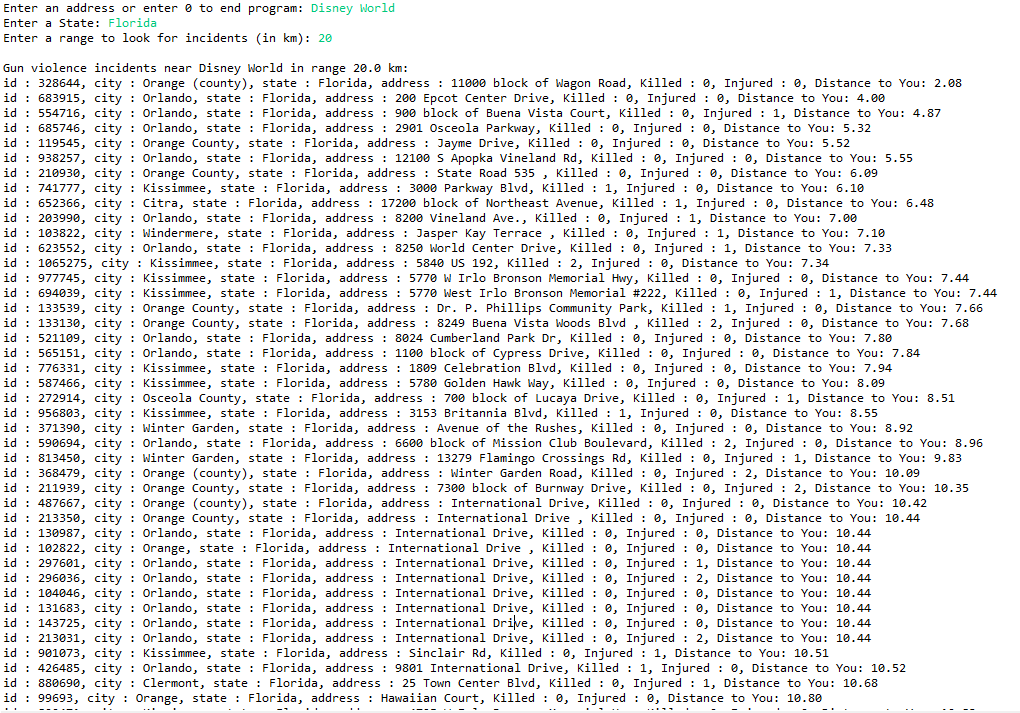 Enter an address or enter 0 to end program: Disney World
Enter a State: Florida
Enter a range to look for incidents (in km): 20
Gun violence incidents near Disney World in range 20.0 km:
id : 328644, city : Orange (county), state : Florida, address : 11000 block of Wagon Road, Killed : 0, Injured : 0, Distance to You: 2.08
id : 683915, city : Orlando, state : Florida, address : 200 Epcot Center Drive, Killed : 0, Injured : 0, Distance to You: 4.00
id : 554716, city : Orlando, state : Florida, address : 900 block of Buena Vista Court, Killed : 0, Injured : 1, Distance to You: 4.87
id : 685746, city : Orlando, state : Florida, address : 2901 Osceola Parkway, Killed : 0, Injured : 0, Distance to You: 5.32
id : 119545, city : Orange County, state : Florida, address : Jayme Drive, Killed : 0, Injured : 0, Distance to You: 5.52
id : 938257, city : Orlando, state : Florida, address : 12100 S Apopka Vineland Rd, Killed : 0, Injured : 0, Distance to You: 5.55
id : 210930, city : Orange County, state : Florida, address : State Road 535 , Killed : 0, Injured : 0, Distance to You: 6.09
id : 741777, city : Kissimmee, state : Florida, address : 3000 Parkway Blvd, Killed : 1, Injured : 0, Distance to You: 6.10
id : 652366, city : Citra, state : Florida, address : 17200 block of Northeast Avenue, Killed : 1, Injured : 0, Distance to You: 6.48
id : 203990, city : Orlando, state : Florida, address : 8200 Vineland Ave., Killed : 0, Injured : 1, Distance to You: 7.00
id : 103822, city : Windermere, state : Florida, address : Jasper Kay Terrace , Killed : 0, Injured : 1, Distance to You: 7.10
id : 623552, city : Orlando, state : Florida, address : 8250 World Center Drive, Killed : 0, Injured : 1, Distance to You: 7.33
id : 1065275, city : Kissimmee, state : Florida, address : 5840 US 192, Killed : 2, Injured : 0, Distance to You: 7.34
id : 977745, city : Kissimmee, state : Florida, address : 5770 W Irlo Bronson Memorial Hwy, Killed : 0, Injured : 0, Distance to You: 7.44
id : 694039, city : Kissimmee, state : Florida, address : 5770 West Irlo Bronson Memorial #222, Killed : 0, Injured : 1, Distance to You: 7.44
id : 133539, city : Orange County, state : Florida, address : Dr. P. Phillips Community Park, Killed : 1, Injured : 0, Distance to You: 7.66
id : 133130, city : Orange County, state : Florida, address : 8249 Buena Vista Woods Blvd , Killed : 2, Injured : 0, Distance to You: 7.68
id : 521109, city : Orlando, state : Florida, address : 8024 Cumberland Park Dr, Killed : 0, Injured : 0, Distance to You: 7.80
id : 565151, city : Orlando, state : Florida, address : 1100 block of Cypress Drive, Killed : 0, Injured : 0, Distance to You: 7.84
id : 776331, city : Kissimmee, state : Florida, address : 1809 Celebration Blvd, Killed : 0, Injured : 0, Distance to You: 7.94
id : 587466, city : Kissimmee, state : Florida, address : 5780 Golden Hawk Way, Killed : 0, Injured : 0, Distance to You: 8.09
id : 272914, city : Osceola County, state : Florida, address : 700 block of Lucaya Drive, Killed : 0, Injured : 1, Distance to You: 8.51
id : 956803, city : Kissimmee, state : Florida, address : 3153 Britannia Blvd, Killed : 1, Injured : 0, Distance to You: 8.55
id : 371390, city : Winter Garden, state : Florida, address : Avenue of the Rushes, Killed : 0, Injured : 0, Distance to You: 8.92
id : 590694, city : Orlando, state : Florida, address : 6600 block of Mission Club Boulevard, Killed : 2, Injured : 0, Distance to You: 8.96
id : 813450, city : Winter Garden, state : Florida, address : 13279 Flamingo Crossings Rd, Killed : 0, Injured : 1, Distance to You: 9.83
id : 368479, city : Orange (county), state : Florida, address : Winter Garden Road, Killed : 0, Injured : 2, Distance to You: 10.09
id : 211939, city : Orange County, state : Florida, address : 7300 block of Burnway Drive, Killed : 0, Injured : 2, Distance to You: 10.35
id : 487667, city : Orange (county), state : Florida, address : International Drive, Killed : 0, Injured : 0, Distance to You: 10.42
id : 213350, city : Orange County, state : Florida, address : International Drive , Killed : 0, Injured : 0, Distance to You: 10.44
id : 130987, city : Orlando, state : Florida, address : International Drive, Killed : 0, Injured : 0, Distance to You: 10.44
id : 102822, city : Orange, state : Florida, address : International Drive , Killed : 0, Injured : 0, Distance to You: 10.44
id : 297601, city : Orlando, state : Florida, address : International Drive, Killed : 0, Injured : 1, Distance to You: 10.44
id : 296036, city : Orlando, state : Florida, address : International Drive, Killed : 0, Injured : 2, Distance to You: 10.44
id : 104046, city : Orlando, state : Florida, address : International Drive, Killed : 0, Injured : 0, Distance to You: 10.44
id : 131683, city : Orlando, state : Florida, address : International Drive, Killed : 0, Injured : 0, Distance to You: 10.44
id : 143725, city : Orlando, state : Florida, address : International Drive, Killed : 0, Injured : 0, Distance to You: 10.44
id : 213031, city : Orlando, state : Florida, address : International Drive, Killed : 0, Injured : 2, Distance to You: 10.44
id : 901073, city : Kissimmee, state : Florida, address : Sinclair Rd, Killed : 0, Injured : 1, Distance to You: 10.51
id : 426485, city : Orlando, state : Florida, address : 9801 International Drive, Killed : 1, Injured : 0, Distance to You: 10.52
id : 880690, city : Clermont, state : Florida, address : 25 Town Center Blvd, Killed : 0, Injured : 1, Distance to You: 10.68
id : 99693, city : Orange, state : Florida, address : Hawaiian Court, Killed : 0, Injured : 0, Distance to You: 10.80